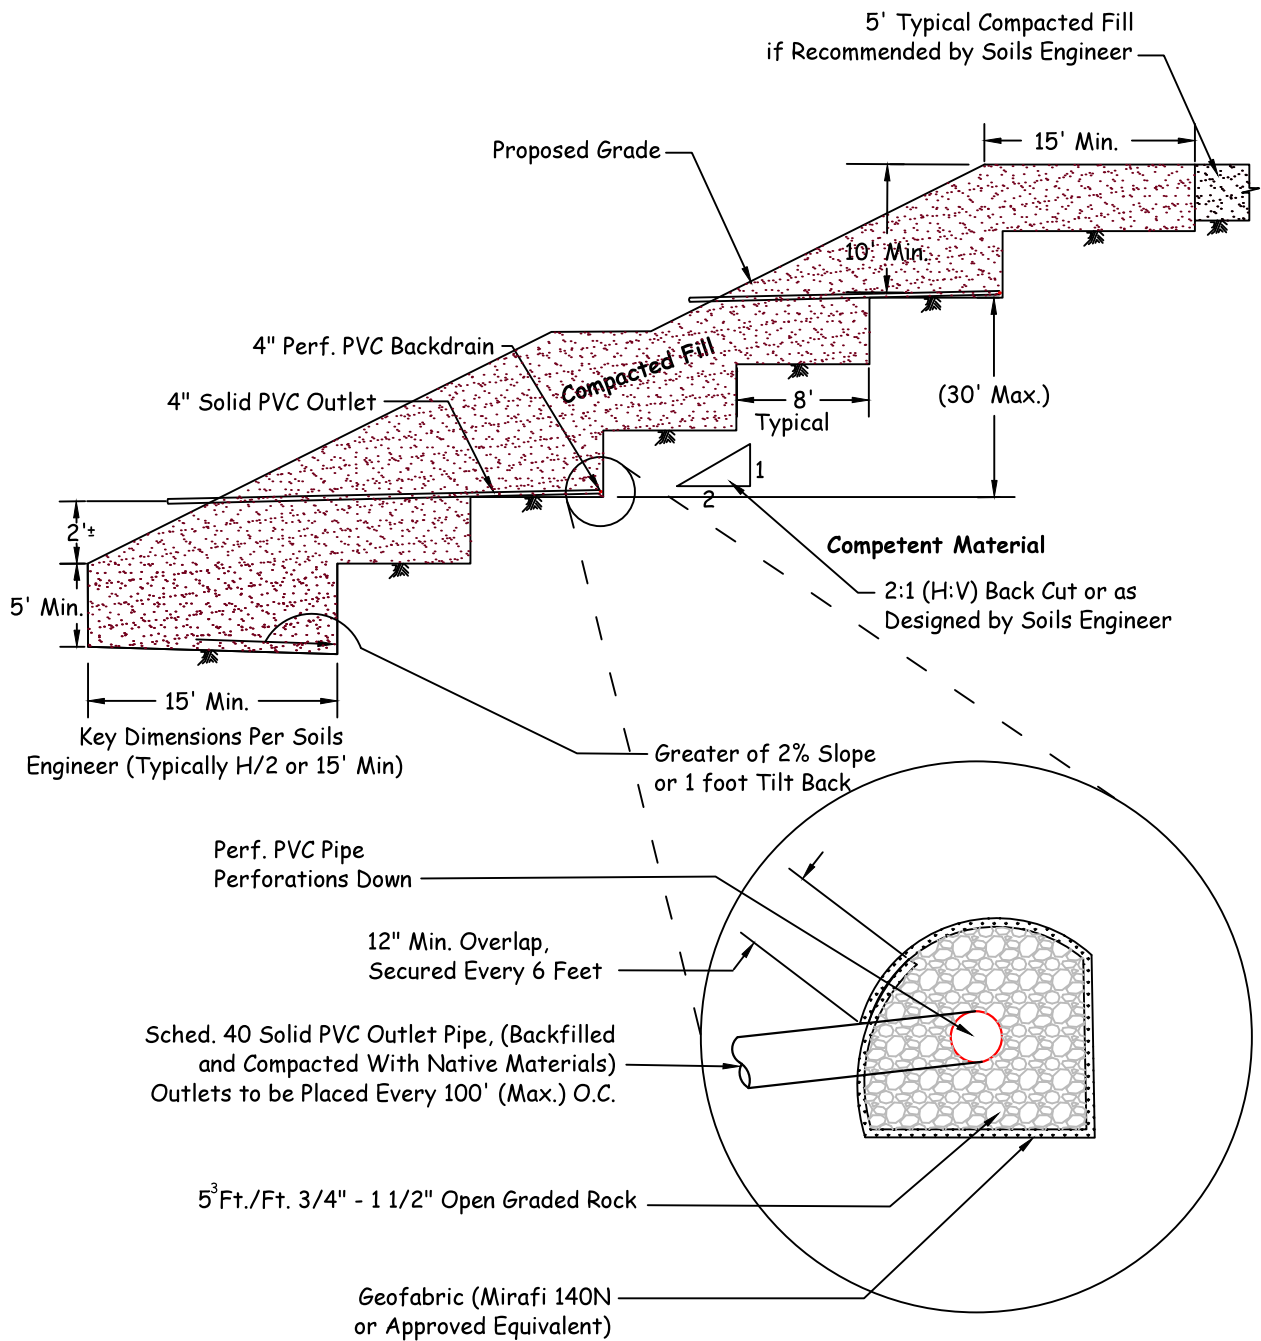 5' Typical Compacted Fill
if Recommended by Soils Engineer
15' Min.
Proposed Grade
10' Min.
4" Perf. PVC Backdrain
Compacted Fill
4" Solid PVC Outlet
8'
Typical
(30' Max.)
1
2
2'±
Competent Material
5' Min.
2:1 (H:V) Back Cut or as
Designed by Soils Engineer
15' Min.
Key Dimensions Per Soils
Engineer (Typically H/2 or 15' Min)
Greater of 2% Slope
or 1 foot Tilt Back
Perf. PVC Pipe
Perforations Down
12" Min. Overlap,
Secured Every 6 Feet
Sched. 40 Solid PVC Outlet Pipe, (Backfilled
and Compacted With Native Materials)
Outlets to be Placed Every 100' (Max.) O.C.
5³Ft./Ft. 3/4" - 1 1/2" Open Graded Rock
Geofabric (Mirafi 140N
or Approved Equivalent)